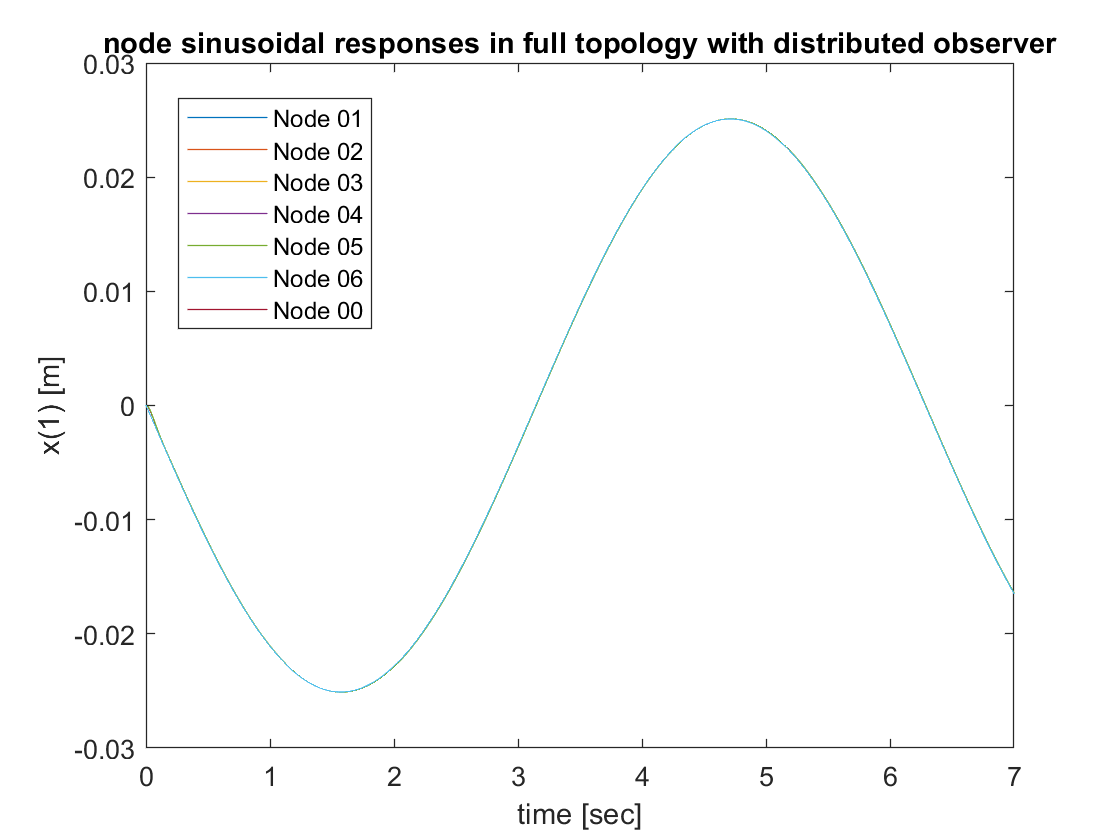 node sinusoidal responses in full topology with distributed observer
0.03
0.02
0.01
0
-0.01
-0.02
-0.03
x(1) [m]
Node 01
Node 02
Node 03
Node 04
Node 05
Node 06
Node 00
0 1 2 3 4 5 6 7
time [sec]